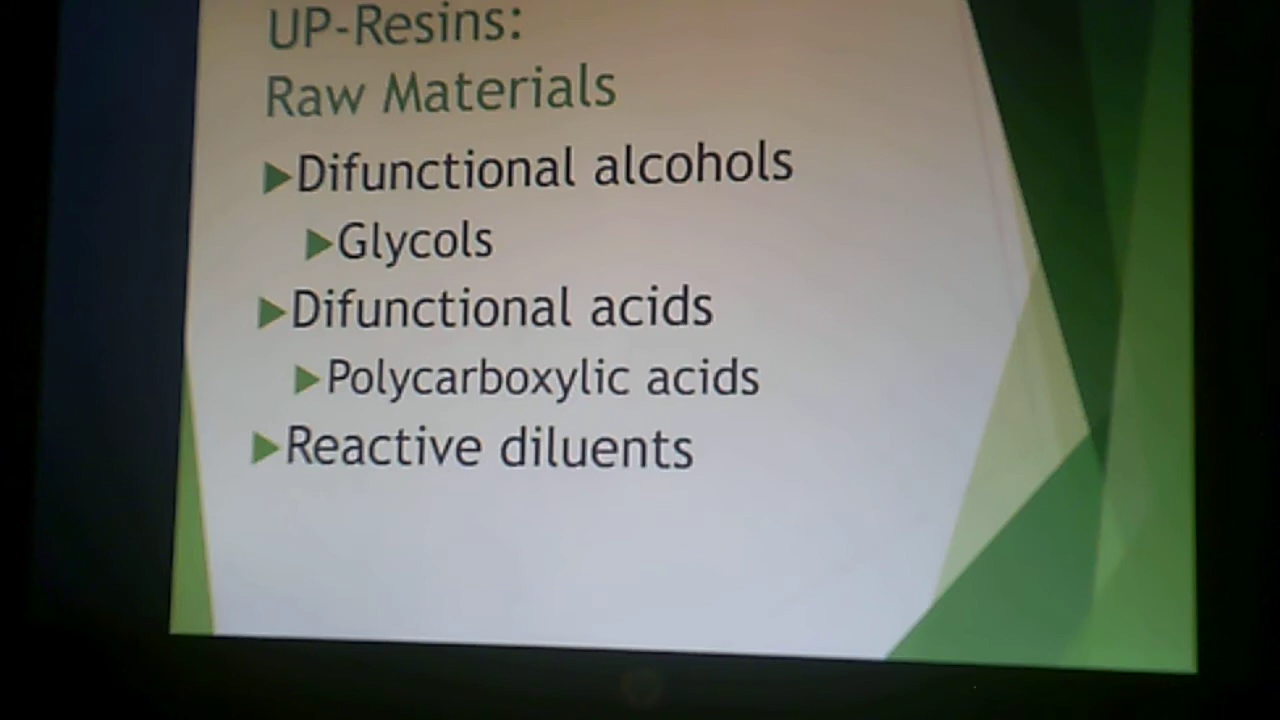 UP-Resins:
Raw Materials
Difunctional alcohols
Glycols
Difunctional acids
Polycarboxylic acids
Reactive diluents